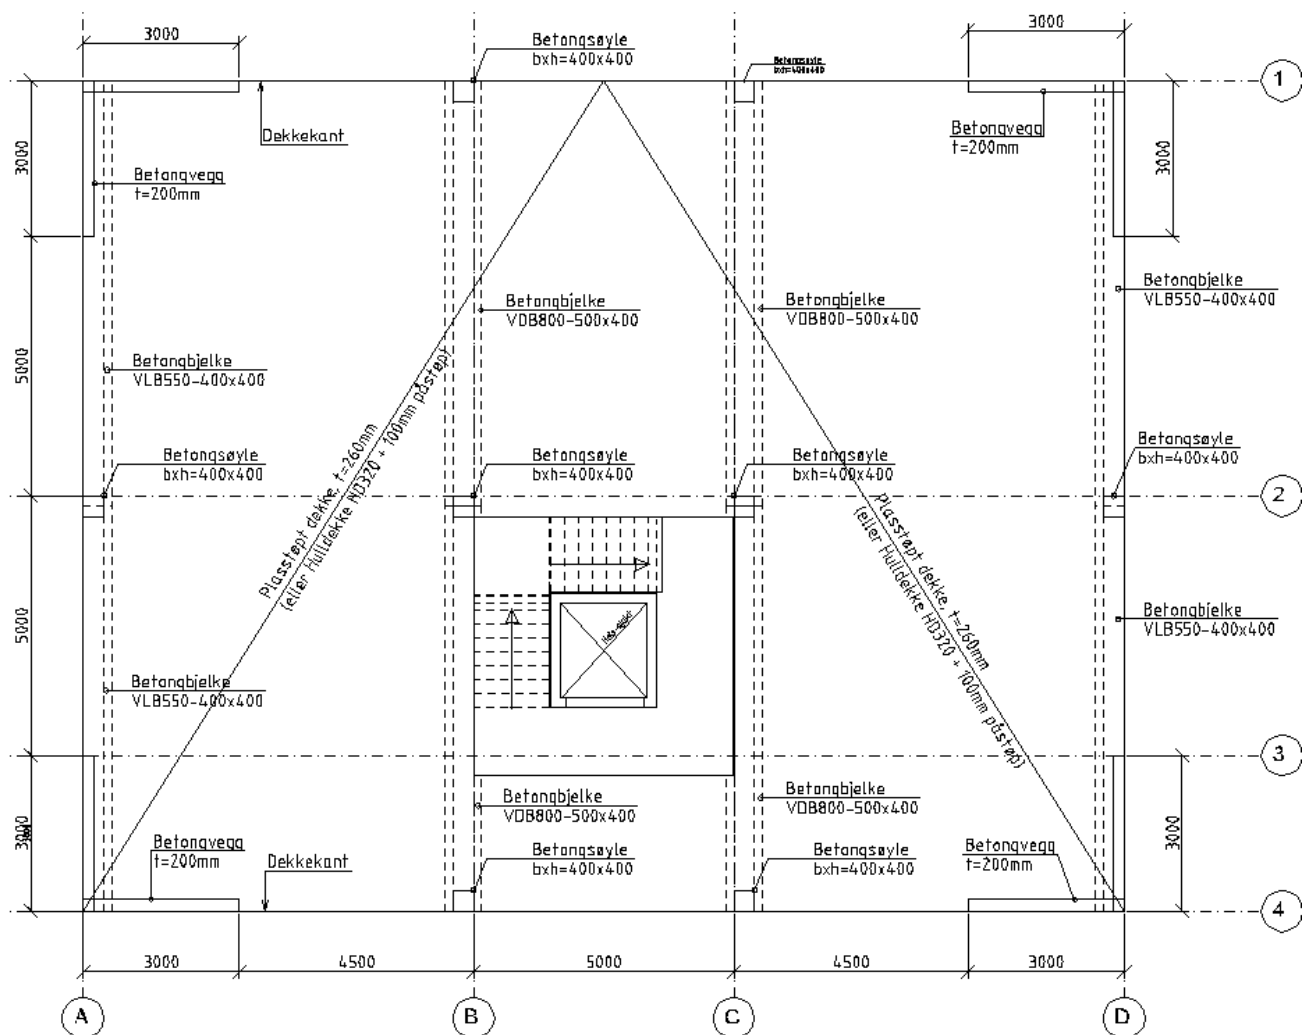 3000
3000
Betongsøyle
bxh=400x400
Betongsøyle
bxh=400x400
1
Dekkekant
Betongvegg
t=200mm
3000
3000
Betongvegg
t=200mm
Betongbjelke
VLB550-400x400
Betongbjelke
VDB800-500x400
Betongbjelke
VDB800-500x400
5000
Betongbjelke
VLB550-400x400
Plasstøpt dekke, t=260mm
(eller Hulldekke HD320 + 100mm påstøp)
Betongsøyle
bxh=400x400
Betongsøyle
bxh=400x400
Betongsøyle
bxh=400x400
Betongsøyle
bxh=400x400
2
Plasstøpt dekke, t=260mm
(eller Hulldekke HD320 + 100mm påstøp)
5000
Betongbjelke
VLB550-400x400
Betongbjelke
VLB550-400x400
3
Betongbjelke
VDB800-500x400
Betongbjelke
VDB800-500x400
3000
3000
Betongvegg
t=200mm
Dekkekant
Betongsøyle
bxh=400x400
Betongsøyle
bxh=400x400
Betongvegg
t=200mm
4
3000
4500
5000
4500
3000
A
B
C
D